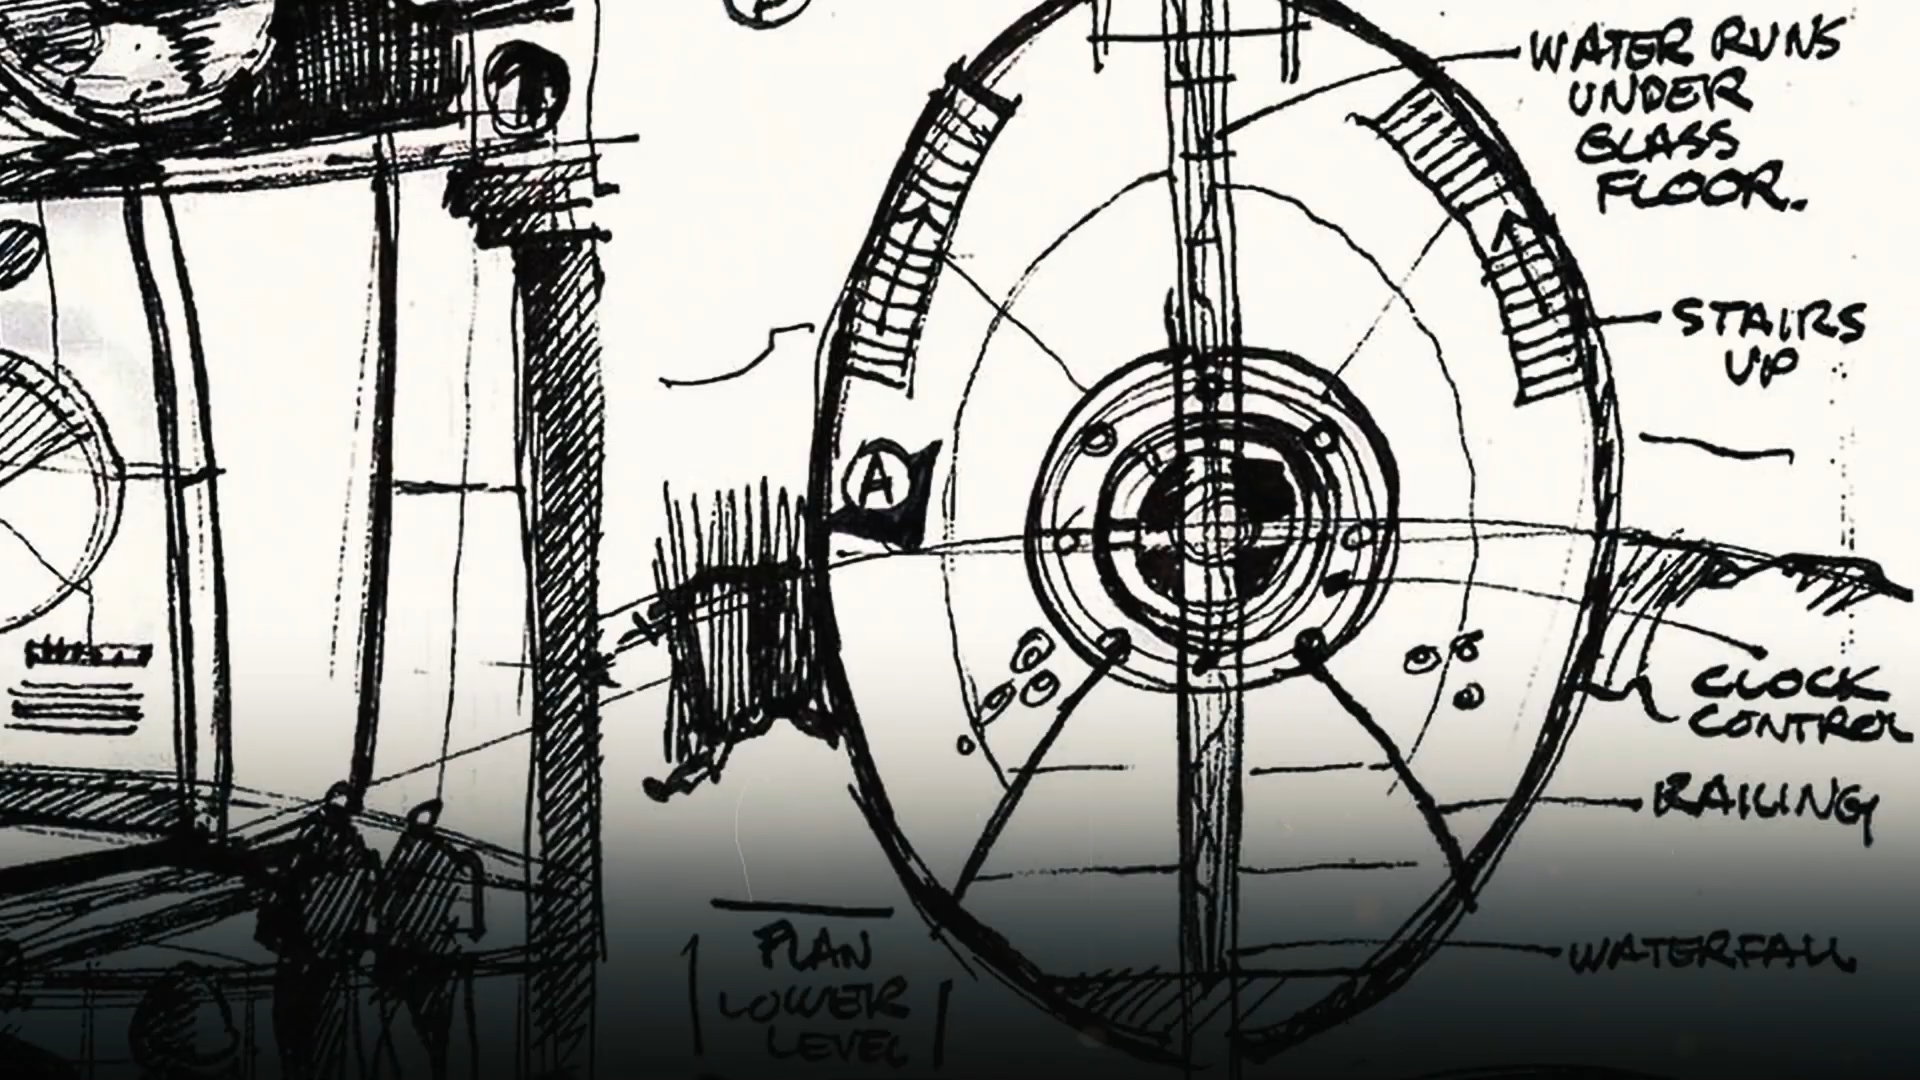 WATER RUNS
UNDER
GLASS
FLOOR.
STAIRS
UP
A
CLOCK
CONTROL
RAILING
WATERFALL
PLAN
LOWER
LEVEL